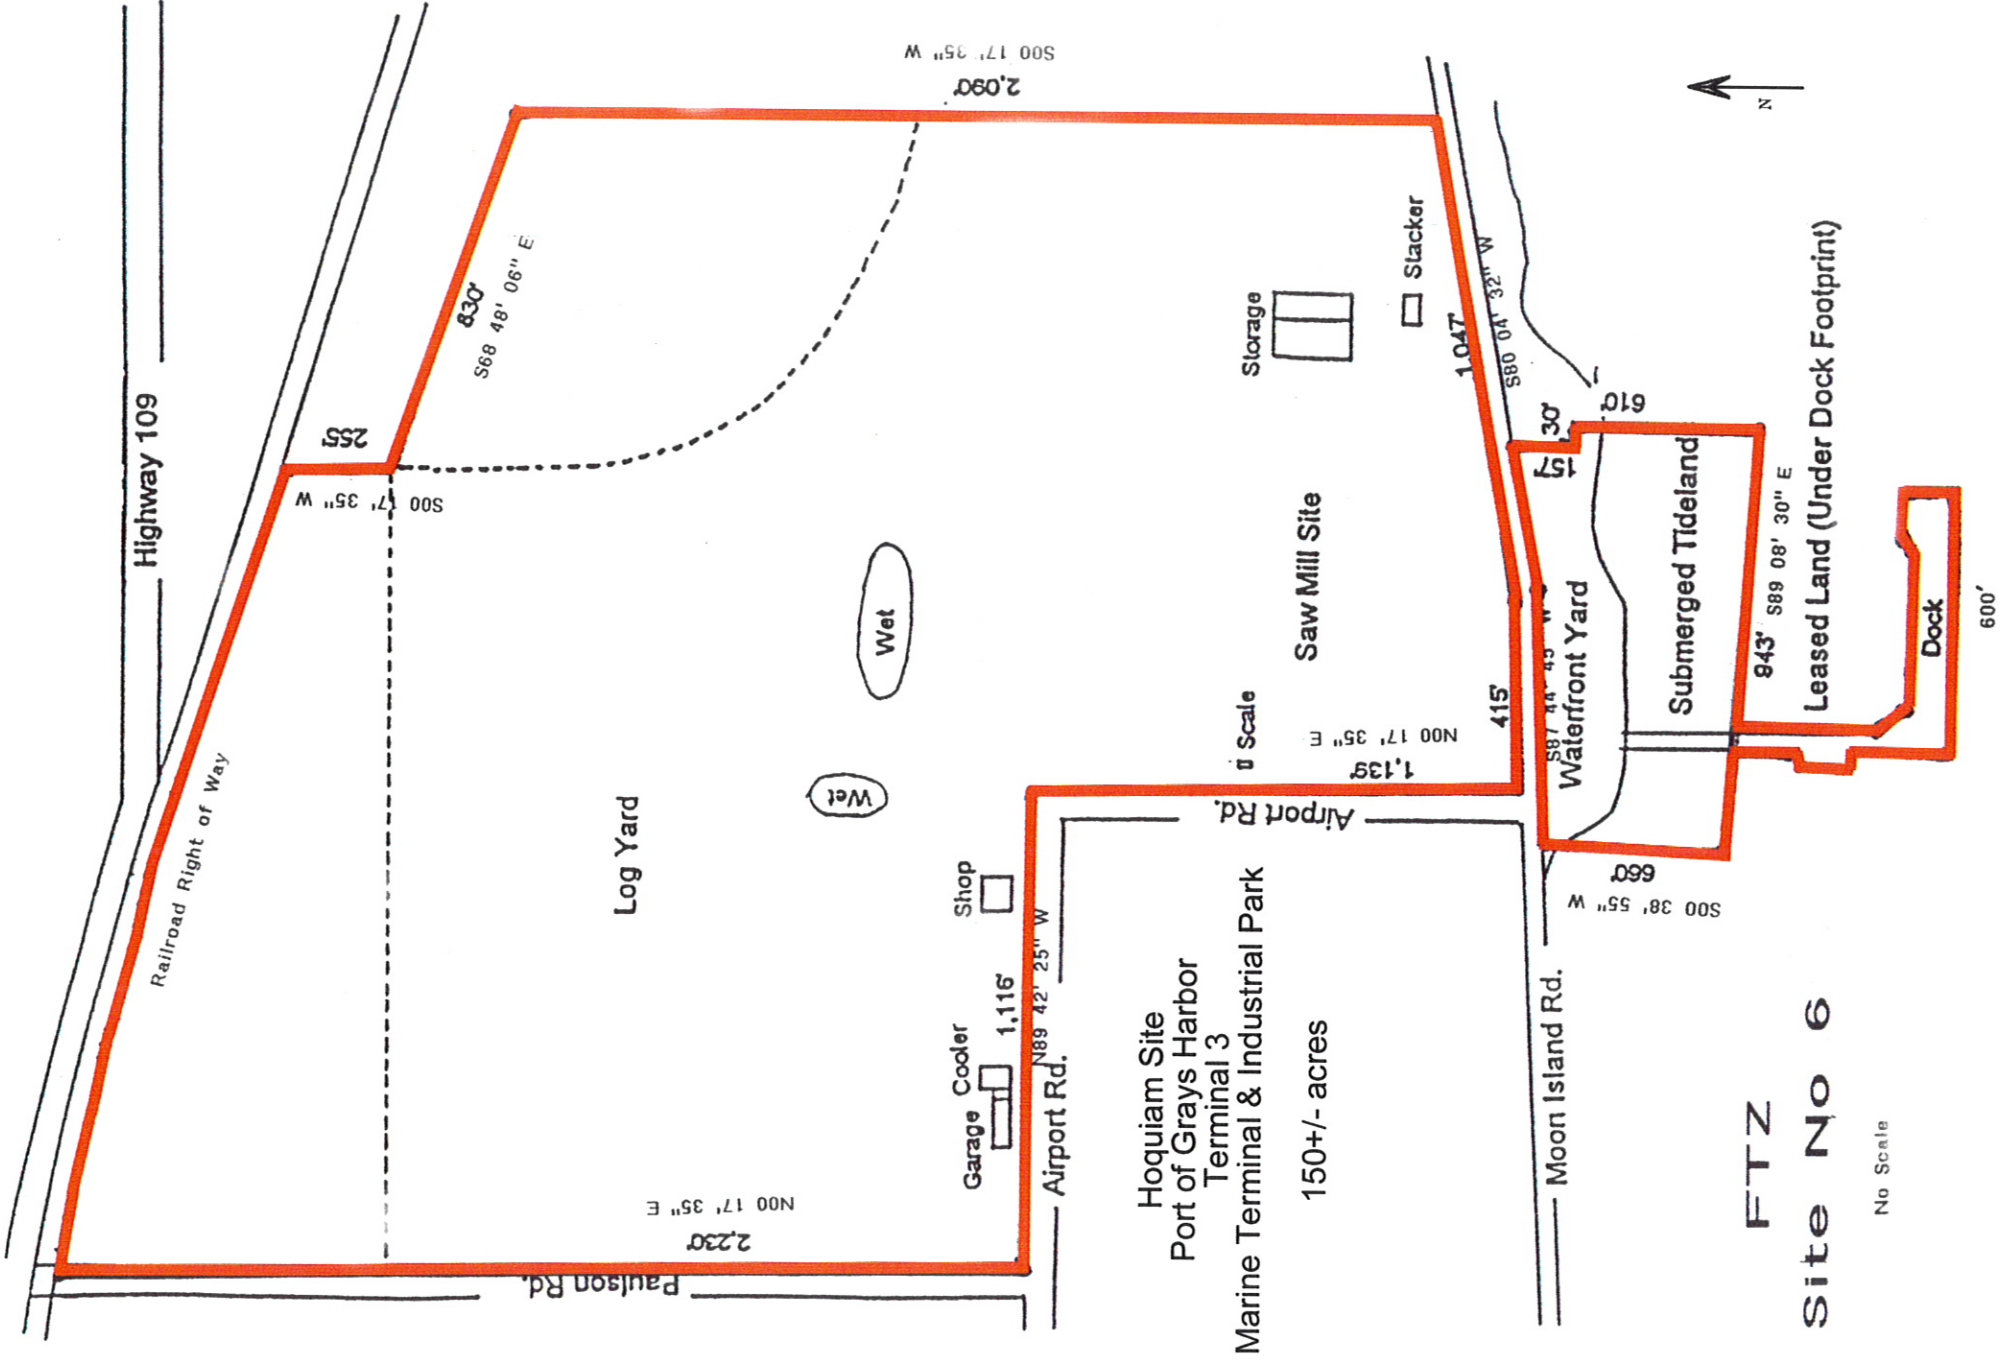 Highway 109
Railroad Right of Way
255'
S00 17' 35" W
830'
S68 48' 06" E
2,090'
S00 17' 35" W
Log Yard
Wet
Wet
Paulson Rd.
2,230'
N00 17' 35" E
Garage
Cooler
Shop
1,116'
N89 42' 25" W
Airport Rd.
Airport Rd.
1,139'
N00 17' 35" E
Scale
Saw Mill Site
Storage
Stacker
1,047'
S80 04' 32" W
415'
S87 44' 45" W
Waterfront Yard
157'
30'
610'
Submerged Tideland
660'
S00 38' 55" W
943'
S89 08' 30" E
Leased Land (Under Dock Footprint)
Dock
600'
Moon Island Rd.
Hoquiam Site
Port of Grays Harbor
Terminal 3
Marine Terminal & Industrial Park
150+/- acres
FTZ
Site No 6
No Scale
N